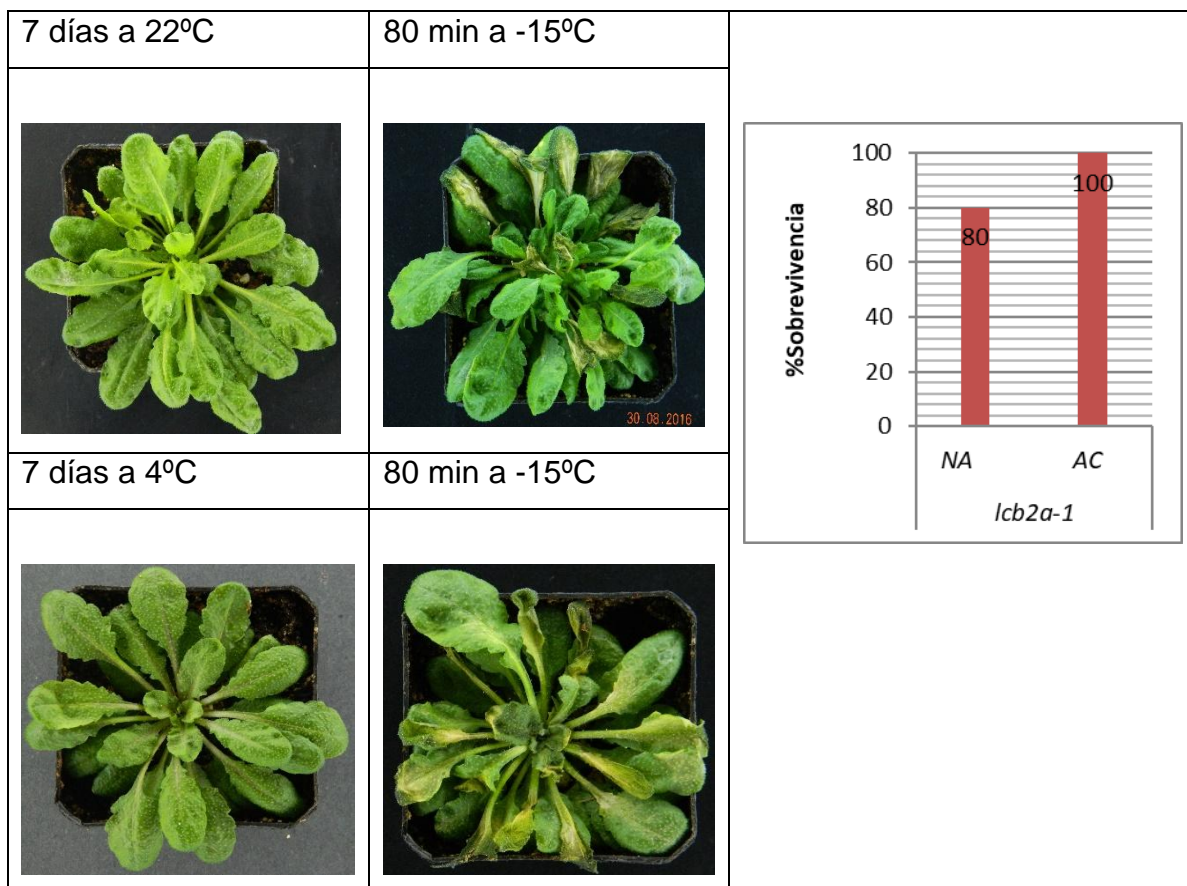 7 días a 22ºC
80 min a -15ºC
30.08.2016
7 días a 4ºC
80 min a -15ºC
%Sobrevivencia
100
80
60
40
20
0
80
100
NA
AC
lcb2a-1